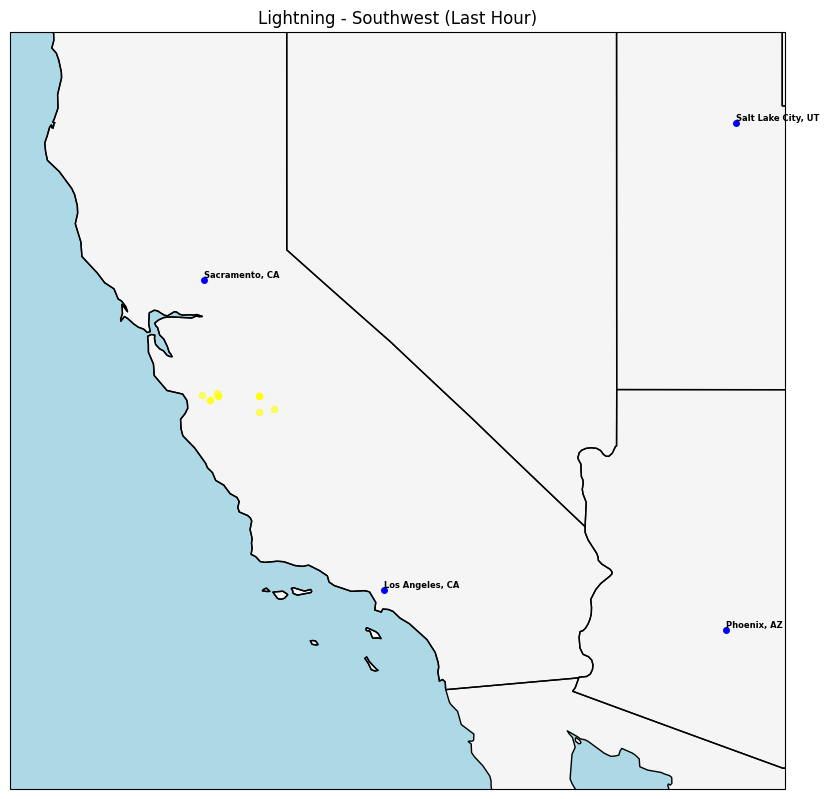 Lightning - Southwest (Last Hour)
Salt Lake City, UT
Sacramento, CA
Los Angeles, CA
Phoenix, AZ